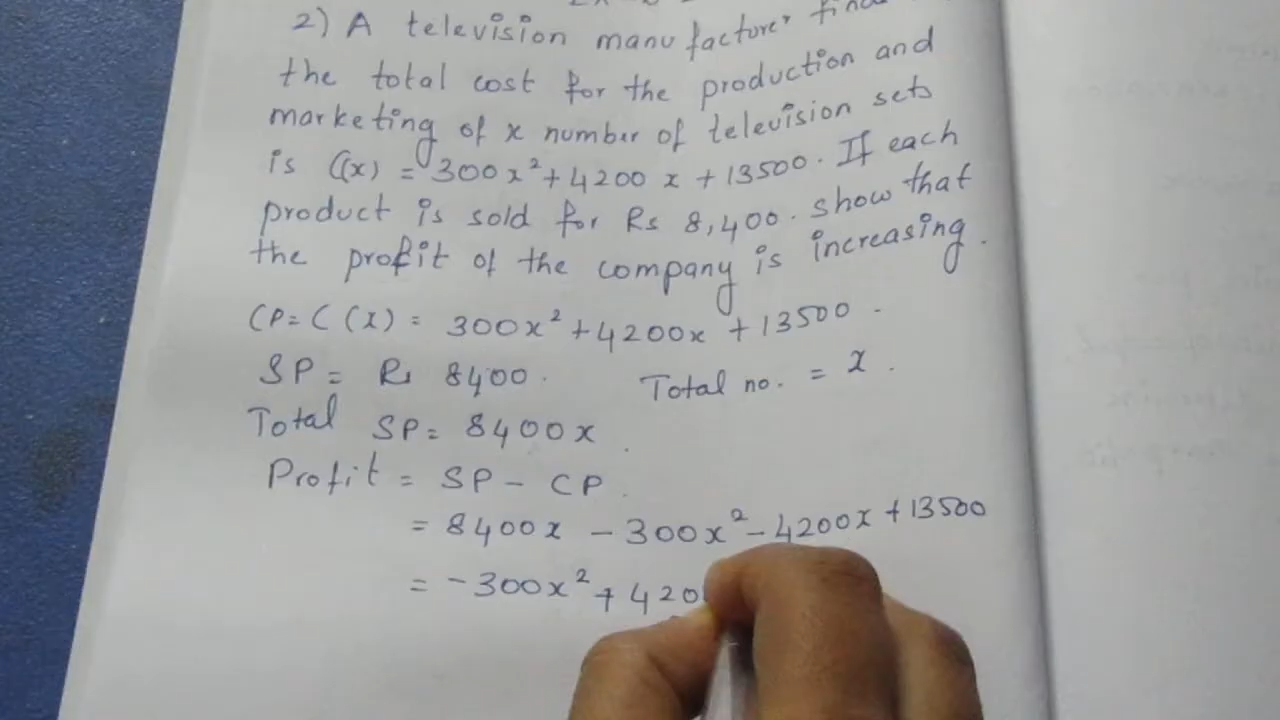 2) A television manufacturer
the total cost for the production and
marketing of x number of television sets
is C(x) = 300x² + 4200x + 13500. If each
product is sold for Rs 8,400. show that
the profit of the company is increasing.
CP = C(x) = 300x² + 4200x + 13500.
SP = Rs 8400. Total no. = x.
Total SP = 8400x.
Profit = SP - CP.
= 8400x - 300x² - 4200x + 13500
= -300x² + 420